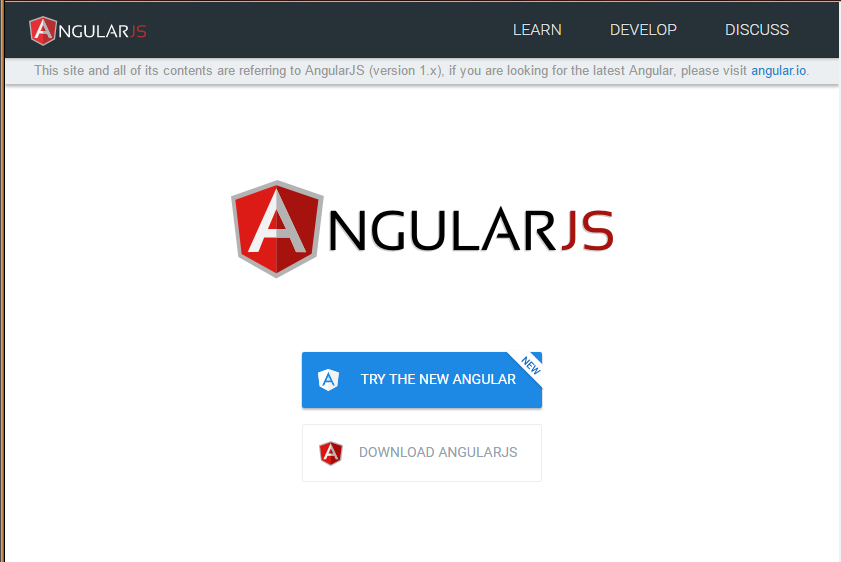 ANGULARJS
LEARN DEVELOP DISCUSS
This site and all of its contents are referring to AngularJS (version 1.x), if you are looking for the latest Angular, please visit angular.io.
ANGULARJS
NEW
A TRY THE NEW ANGULAR
A DOWNLOAD ANGULARJS